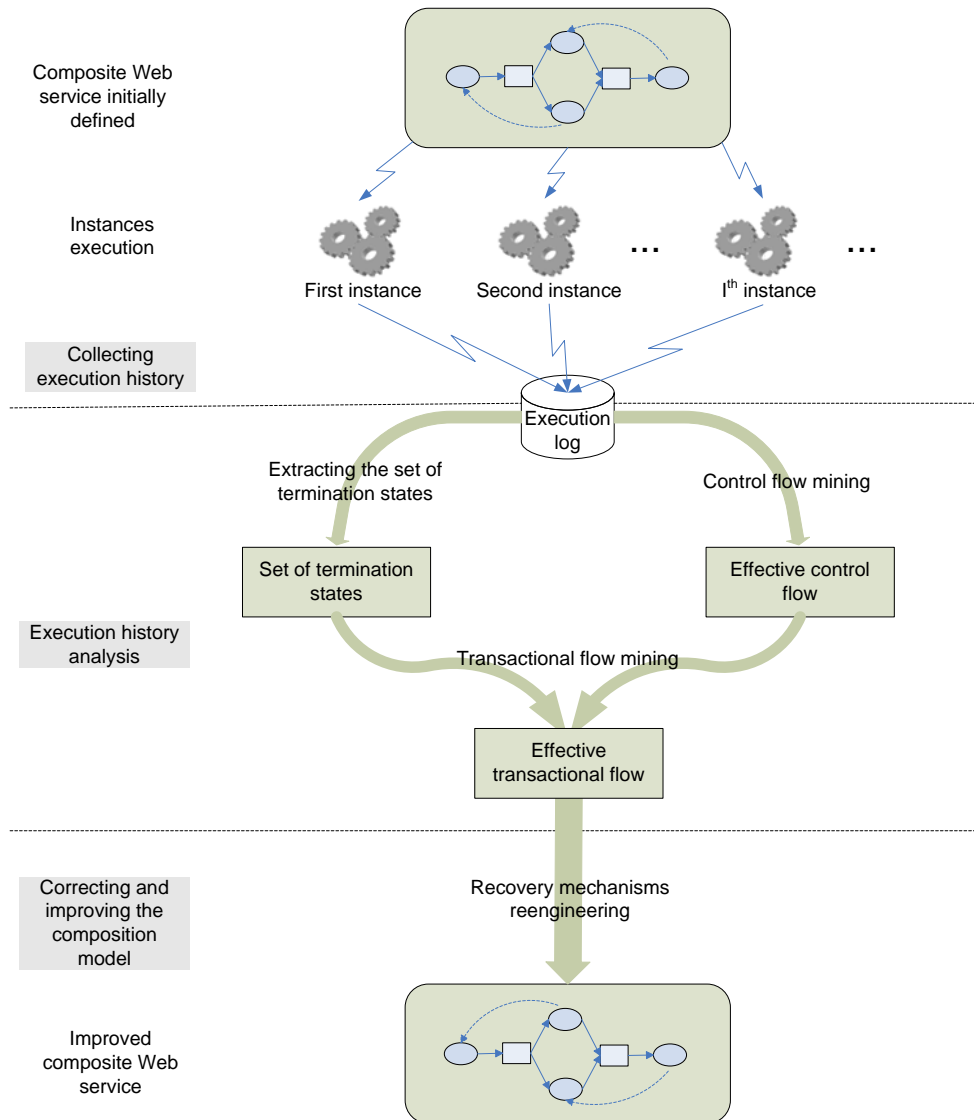 Composite Web
service initially
defined
Instances
execution
...
...
First instance
Second instance
Ith instance
Collecting
execution history
Execution
log
Extracting the set of
termination states
Control flow mining
Set of termination
states
Effective control
flow
Execution history
analysis
Transactional flow mining
Effective
transactional flow
Correcting and
improving the
composition
model
Recovery mechanisms
reengineering
Improved
composite Web
service